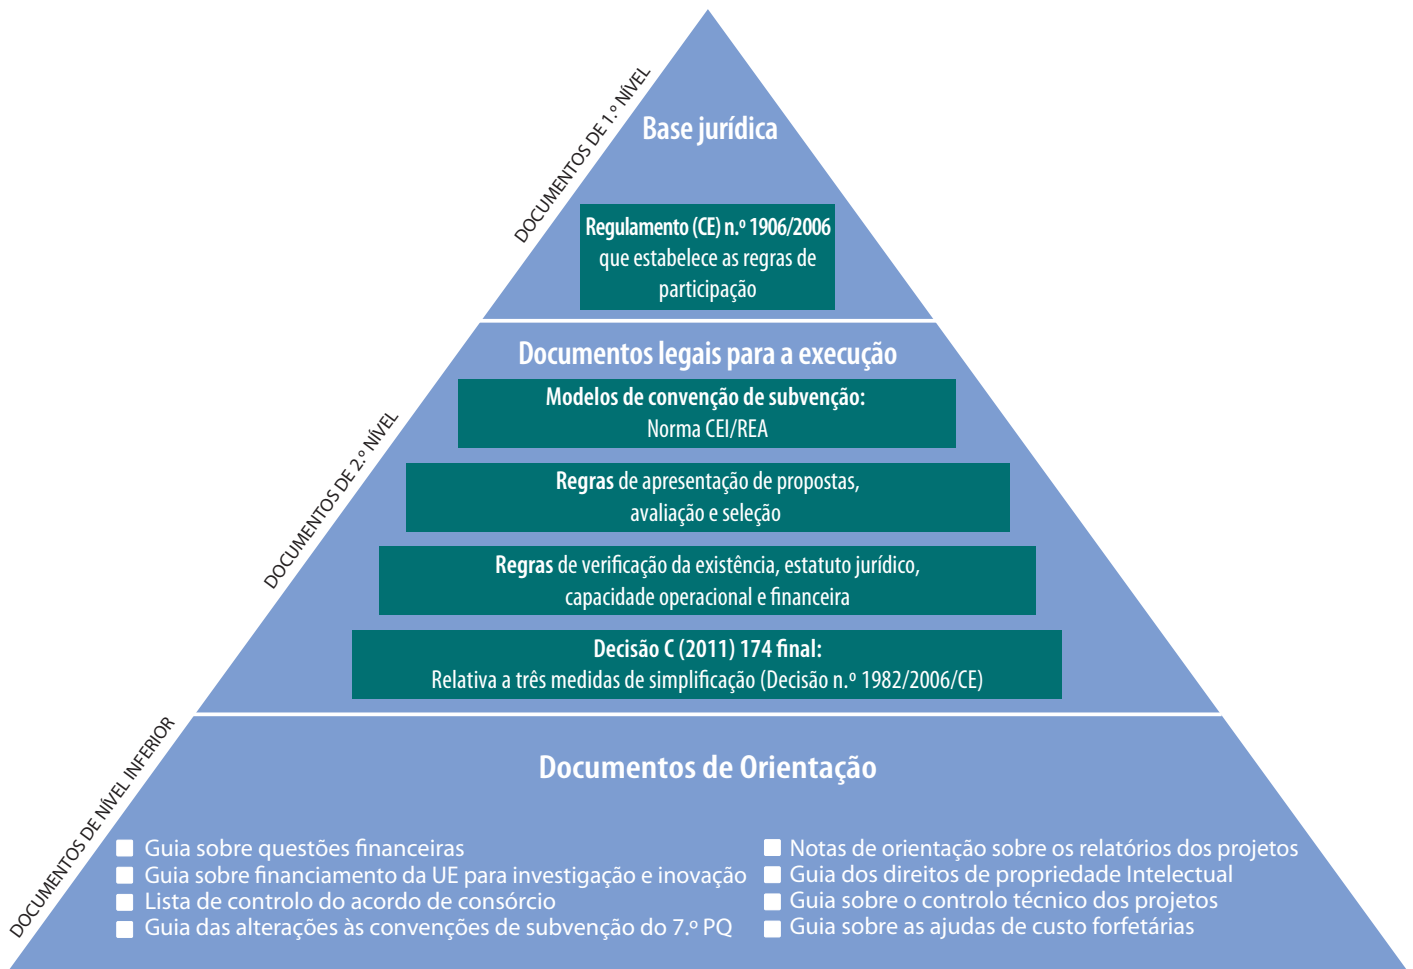 DOCUMENTOS DE 1.º NÍVEL
Base jurídica
Regulamento (CE) n.º 1906/2006
que estabelece as regras de
participação
DOCUMENTOS DE 2.º NÍVEL
Documentos legais para a execução
Modelos de convenção de subvenção:
Norma CEI/REA
Regras de apresentação de propostas,
avaliação e seleção
Regras de verificação da existência, estatuto jurídico,
capacidade operacional e financeira
Decisão C (2011) 174 final:
Relativa a três medidas de simplificação (Decisão n.º 1982/2006/CE)
DOCUMENTOS DE NÍVEL INFERIOR
Documentos de Orientação
Guia sobre questões financeiras
Guia sobre financiamento da UE para investigação e inovação
Lista de controlo do acordo de consórcio
Guia das alterações às convenções de subvenção do 7.º PQ
Notas de orientação sobre os relatórios dos projetos
Guia dos direitos de propriedade Intelectual
Guia sobre o controlo técnico dos projetos
Guia sobre as ajudas de custo forfetárias